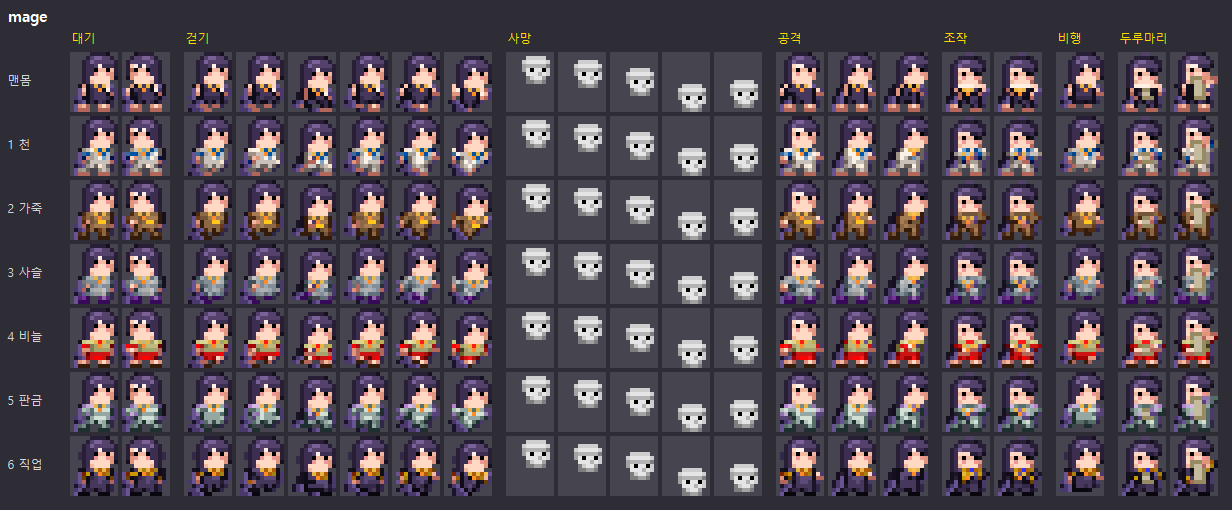 mage
대기 걷기 사망 공격 조작 비행 두루마리
맨몸
1 천
2 가죽
3 사슬
4 비늘
5 판금
6 직업